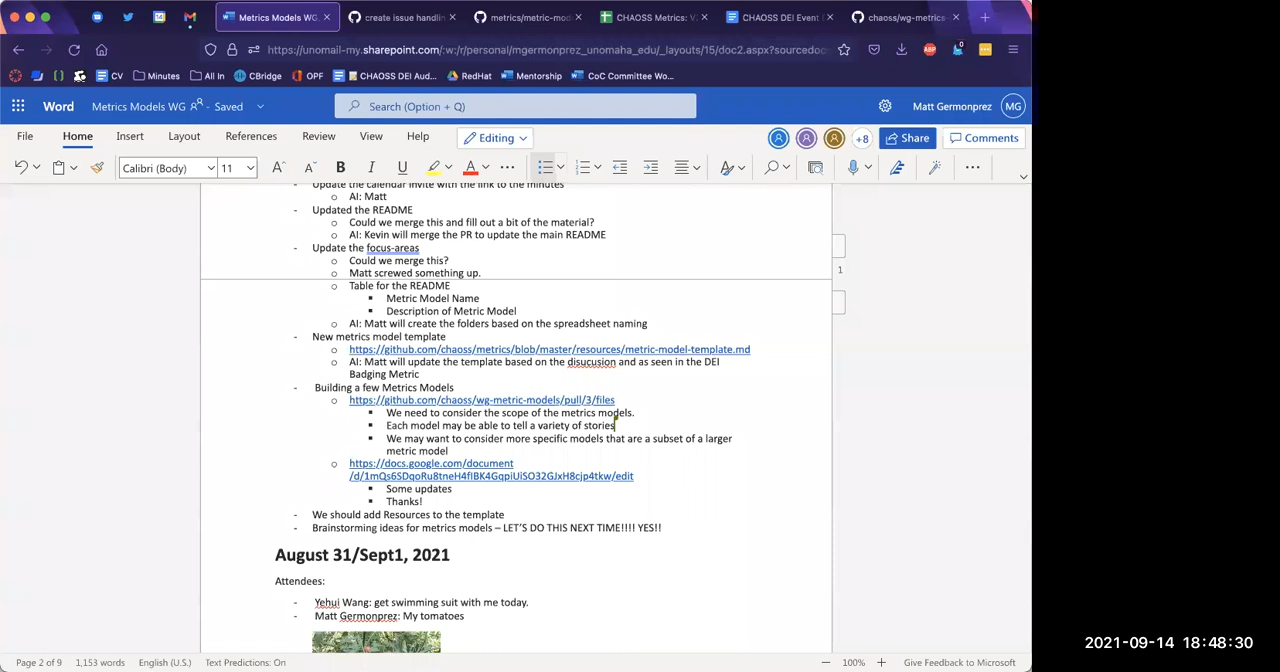 Metrics Models WG
create issue handlin
metrics/metric-mod
CHAOSS Metrics: V
CHAOSS DEI Event
chaoss/wg-metrics
https://unomail-my.sharepoint.com/:w:/r/personal/mgermonprez_unomaha_edu/_layouts/15/doc2.aspx?sourcedoc
CV
Minutes
All In
CBridge
OPF
CHAOSS DEI Aud...
RedHat
Mentorship
CoC Committee Wo...
Word
Metrics Models WG - Saved
Search (Option + Q)
Matt Germonprez
MG
File
Home
Insert
Layout
References
Review
View
Help
Editing
+8
Share
Comments
Calibri (Body)
11
- Update the calendar invite with the link to the minutes
o AI: Matt
- Updated the README
o Could we merge this and fill out a bit of the material?
o AI: Kevin will merge the PR to update the main README
- Update the focus-areas
o Could we merge this?
o Matt screwed something up.
1
o Table for the README
▪ Metric Model Name
▪ Description of Metric Model
o AI: Matt will create the folders based on the spreadsheet naming
- New metrics model template
o https://github.com/chaoss/metrics/blob/master/resources/metric-model-template.md
o AI: Matt will update the template based on the disucusion and as seen in the DEI
Badging Metric
- Building a few Metrics Models
o https://github.com/chaoss/wg-metric-models/pull/3/files
▪ We need to consider the scope of the metrics models.
▪ Each model may be able to tell a variety of stories
▪ We may want to consider more specific models that are a subset of a larger
metric model
o https://docs.google.com/document
▪ Some updates
▪ Thanks!
- We should add Resources to the template
- Brainstorming ideas for metrics models – LET'S DO THIS NEXT TIME!!!! YES!!
August 31/Sept1, 2021
Attendees:
- Yehui Wang: get swimming suit with me today.
- Matt Germonprez: My tomatoes
Page 2 of 9
1,153 words
English (U.S.)
Text Predictions: On
100%
Give Feedback to Microsoft
2021-09-14 18:48:30